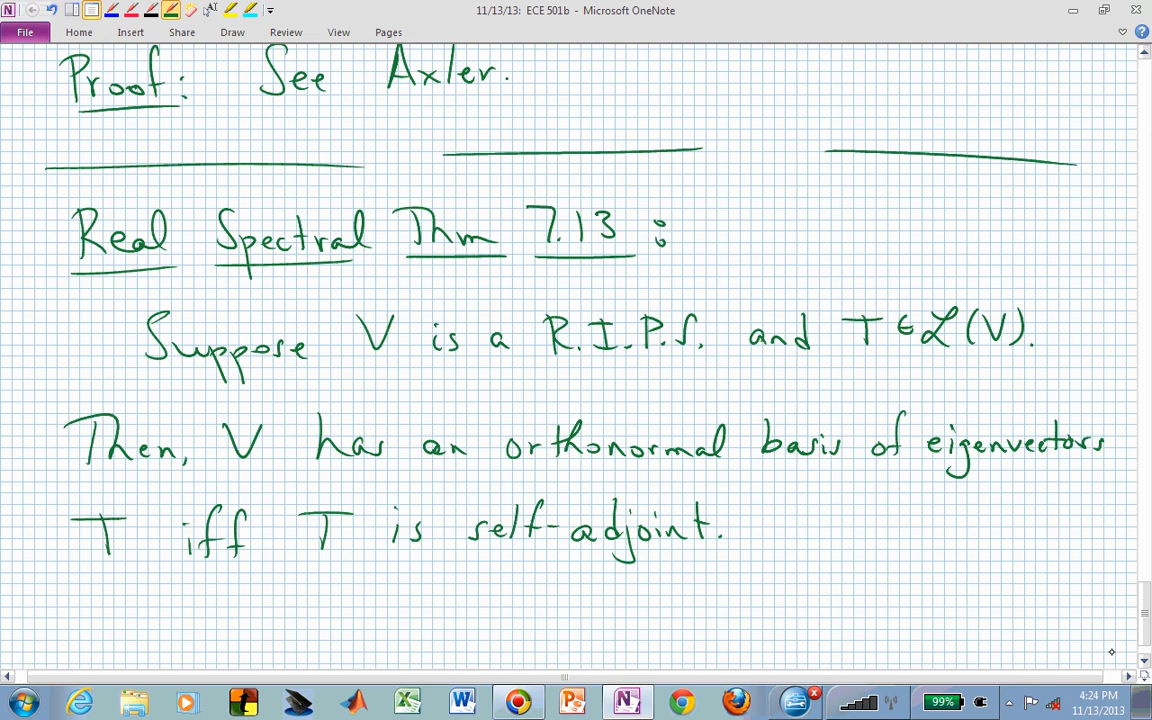 11/13/13: ECE 501b - Microsoft OneNote
File Home Insert Share Draw Review View Pages
Proof: See Axler.
Real Spectral Thm 7.13:
Suppose V is a R.I.P.S. and T ∈ ℒ(V).
Then, V has an orthonormal basis of eigenvectors
T iff T is self-adjoint.
99%
4:24 PM
11/13/2013